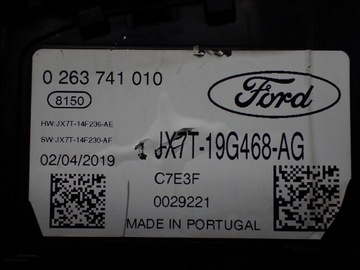 0 263 741 010
8150
Ford
HW:JX7T-14F236-AE
SW:JX7T-14F230-AF
02/04/2019
JX7T-19G468-AG
C7E3F
0029221
MADE IN PORTUGAL